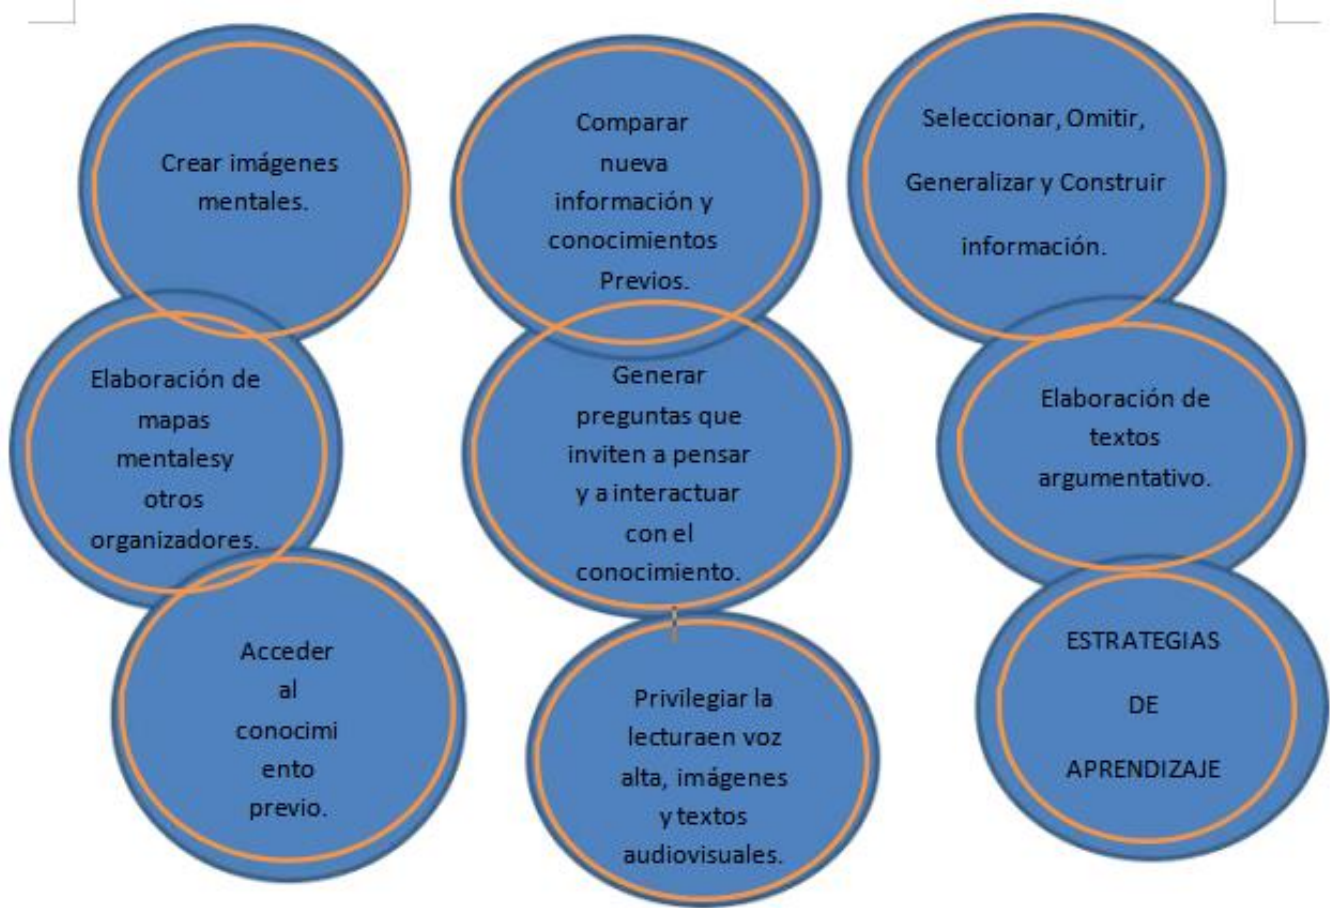 Crear imágenes
mentales.
Elaboración de
mapas
mentalesy
otros
organizadores.
Acceder
al
conocimi
ento
previo.
Comparar
nueva
información y
conocimientos
Previos.
Generar
preguntas que
inviten a pensar
y a interactuar
con el
conocimiento.
Privilegiar la
lecturaen voz
alta, imágenes
y textos
audiovisuales.
Seleccionar, Omitir,
Generalizar y Construir
información.
Elaboración de
textos
argumentativo.
ESTRATEGIAS
DE
APRENDIZAJE